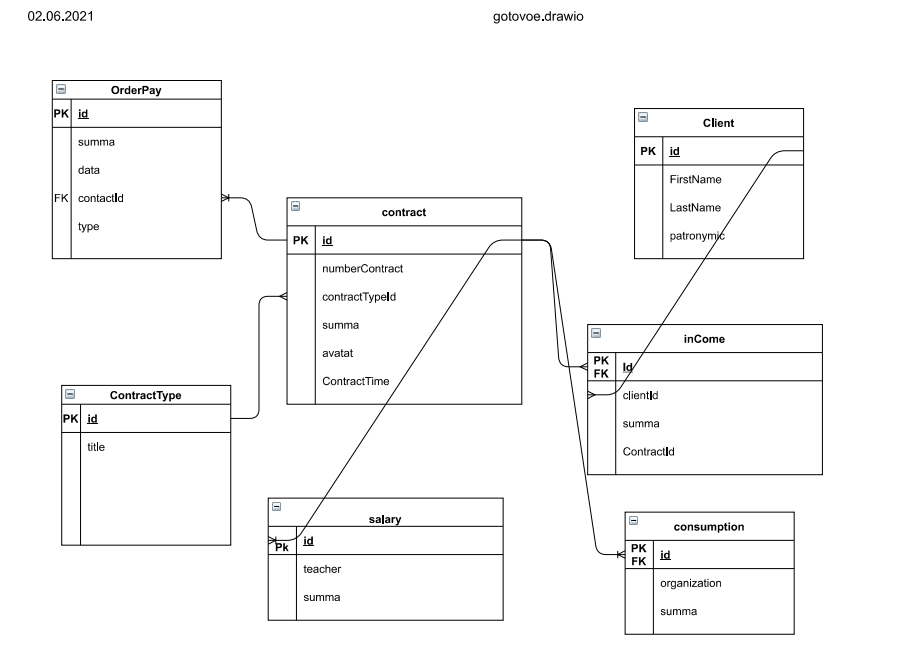 02.06.2021
gotovoe.drawio
OrderPay
PK id
summa
data
FK contactId
type
Client
PK id
FirstName
LastName
patronymic
contract
PK id
numberContract
contractTypeId
summa
avatat
ContractTime
inCome
PK
FK
Id
clientId
summa
ContractId
ContractType
PK id
title
salary
Pk id
teacher
summa
consumption
PK
FK
id
organization
summa